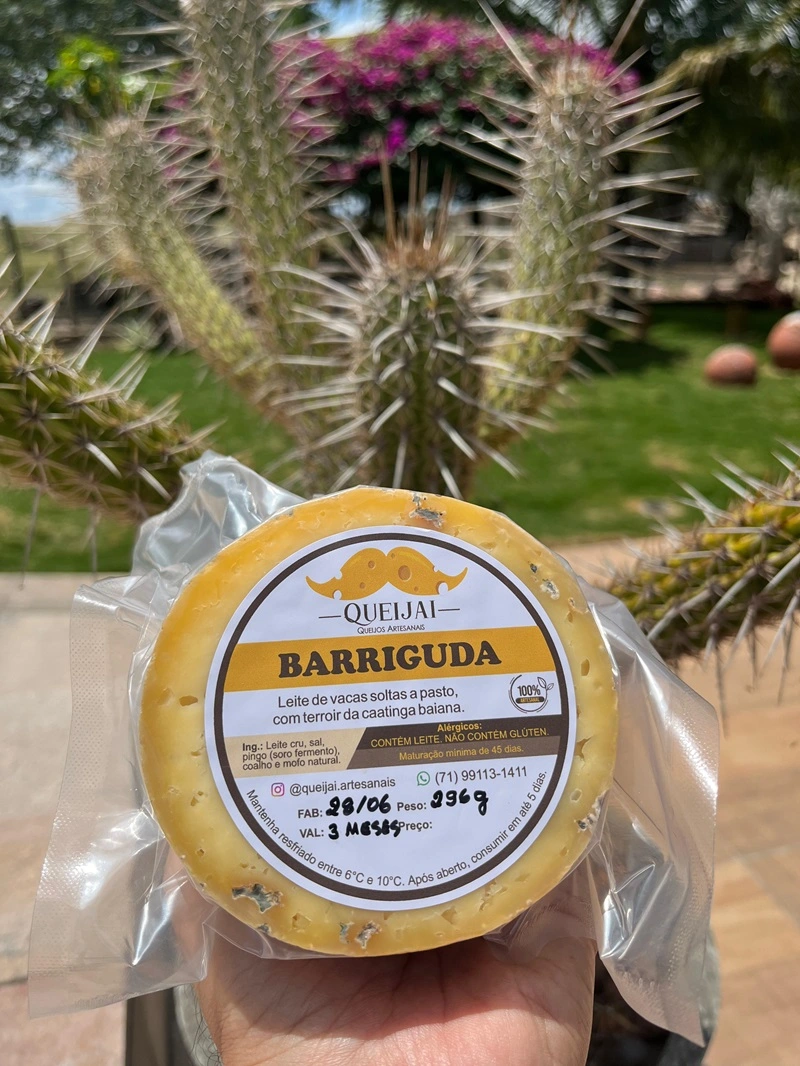 QUEIJAI
QUEIJOS ARTESANAIS
BARRIGUDA
Leite de vacas soltas a pasto,
com terroir da caatinga baiana.
100%
ARTESANAL
Ing.: Leite cru, sal,
pingo (soro fermento),
coalho e mofo natural.
Alérgicos:
CONTÉM LEITE. NÃO CONTÉM GLÚTEN.
Maturação mínima de 45 dias.
@queijai.artesanais
(71) 99113-1411
FAB: 28/06 Peso: 296g
VAL: 3 MESES Preço:
Mantenha resfriado entre 6°C e 10°C. Após aberto, consumir em até 5 dias.